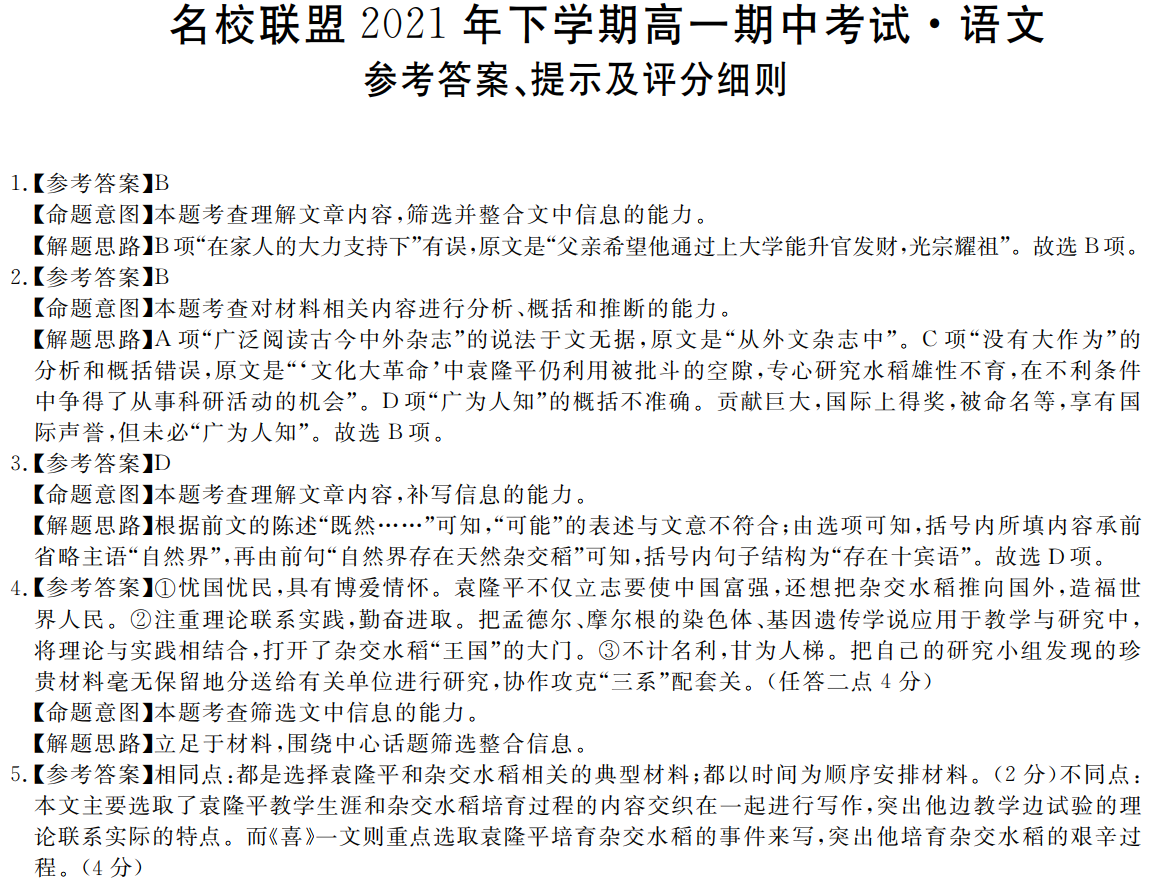 名校联盟 2021 年下学期高一期中考试·语文
参考答案、提示及评分细则
1.【参考答案】B
【命题意图】本题考查理解文章内容,筛选并整合文中信息的能力。
【解题思路】B 项“在家人的大力支持下”有误,原文是“父亲希望他通过上大学能升官发财,光宗耀祖”。故选 B 项。
2.【参考答案】B
【命题意图】本题考查对材料相关内容进行分析、概括和推断的能力。
【解题思路】A 项“广泛阅读古今中外杂志”的说法于文无据,原文是“从外文杂志中”。C 项“没有大作为”的
分析和概括错误,原文是“‘文化大革命’中袁隆平仍利用被批斗的空隙,专心研究水稻雄性不育,在不利条件
中争得了从事科研活动的机会”。D 项“广为人知”的概括不准确。贡献巨大,国际上得奖,被命名等,享有国
际声誉,但未必“广为人知”。故选 B 项。
3.【参考答案】D
【命题意图】本题考查理解文章内容,补写信息的能力。
【解题思路】根据前文的陈述“既然……”可知,“可能”的表述与文意不符合;由选项可知,括号内所填内容承前
省略主语“自然界”,再由前句“自然界存在天然杂交稻”可知,括号内句子结构为“存在十宾语”。故选 D 项。
4.【参考答案】①忧国忧民,具有博爱情怀。袁隆平不仅立志要使中国富强,还想把杂交水稻推向国外,造福世
界人民。②注重理论联系实践,勤奋进取。把孟德尔、摩尔根的染色体、基因遗传学说应用于教学与研究中,
将理论与实践相结合,打开了杂交水稻“王国”的大门。③不计名利,甘为人梯。把自己的研究小组发现的珍
贵材料毫无保留地分送给有关单位进行研究,协作攻克“三系”配套关。(任答二点 4 分)
【命题意图】本题考查筛选文中信息的能力。
【解题思路】立足于材料,围绕中心话题筛选整合信息。
5.【参考答案】相同点:都是选择袁隆平和杂交水稻相关的典型材料;都以时间为顺序安排材料。(2 分)不同点:
本文主要选取了袁隆平教学生涯和杂交水稻培育过程的内容交织在一起进行写作,突出他边教学边试验的理
论联系实际的特点。而《喜》一文则重点选取袁隆平培育杂交水稻的事件来写,突出他培育杂交水稻的艰辛过
程。(4 分)